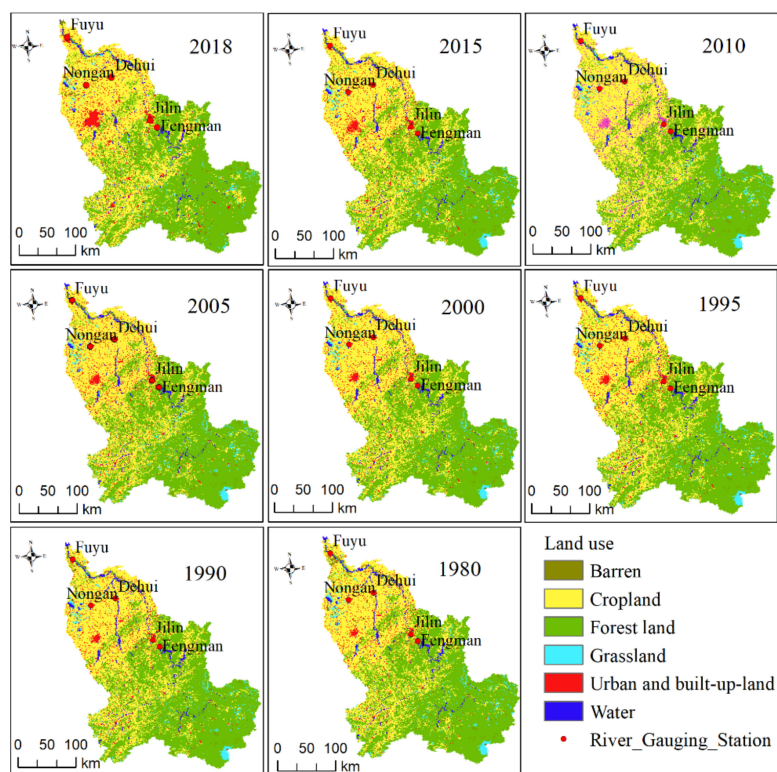 Fuyu
2018
Nongan
Dehui
Jilin
Fengman
0 50 100
km
N
W E
S
Fuyu
2015
Nongan
Dehui
Jilin
Fengman
0 50 100
km
N
W E
S
Fuyu
2010
Nongan
Dehui
Jilin
Fengman
0 50 100
km
N
W E
S
Fuyu
2005
Nongan
Dehui
Jilin
Fengman
0 50 100
km
N
W E
S
Fuyu
2000
Nongan
Dehui
Jilin
Fengman
0 50 100
km
N
W E
S
Fuyu
1995
Nongan
Dehui
Jilin
Fengman
0 50 100
km
N
W E
S
Fuyu
1990
Nongan
Dehui
Jilin
Fengman
0 50 100
km
N
W E
S
Fuyu
1980
Nongan
Dehui
Jilin
Fengman
0 50 100
km
N
W E
S
Land use
Barren
Cropland
Forest land
Grassland
Urban and built-up-land
Water
River_Gauging_Station